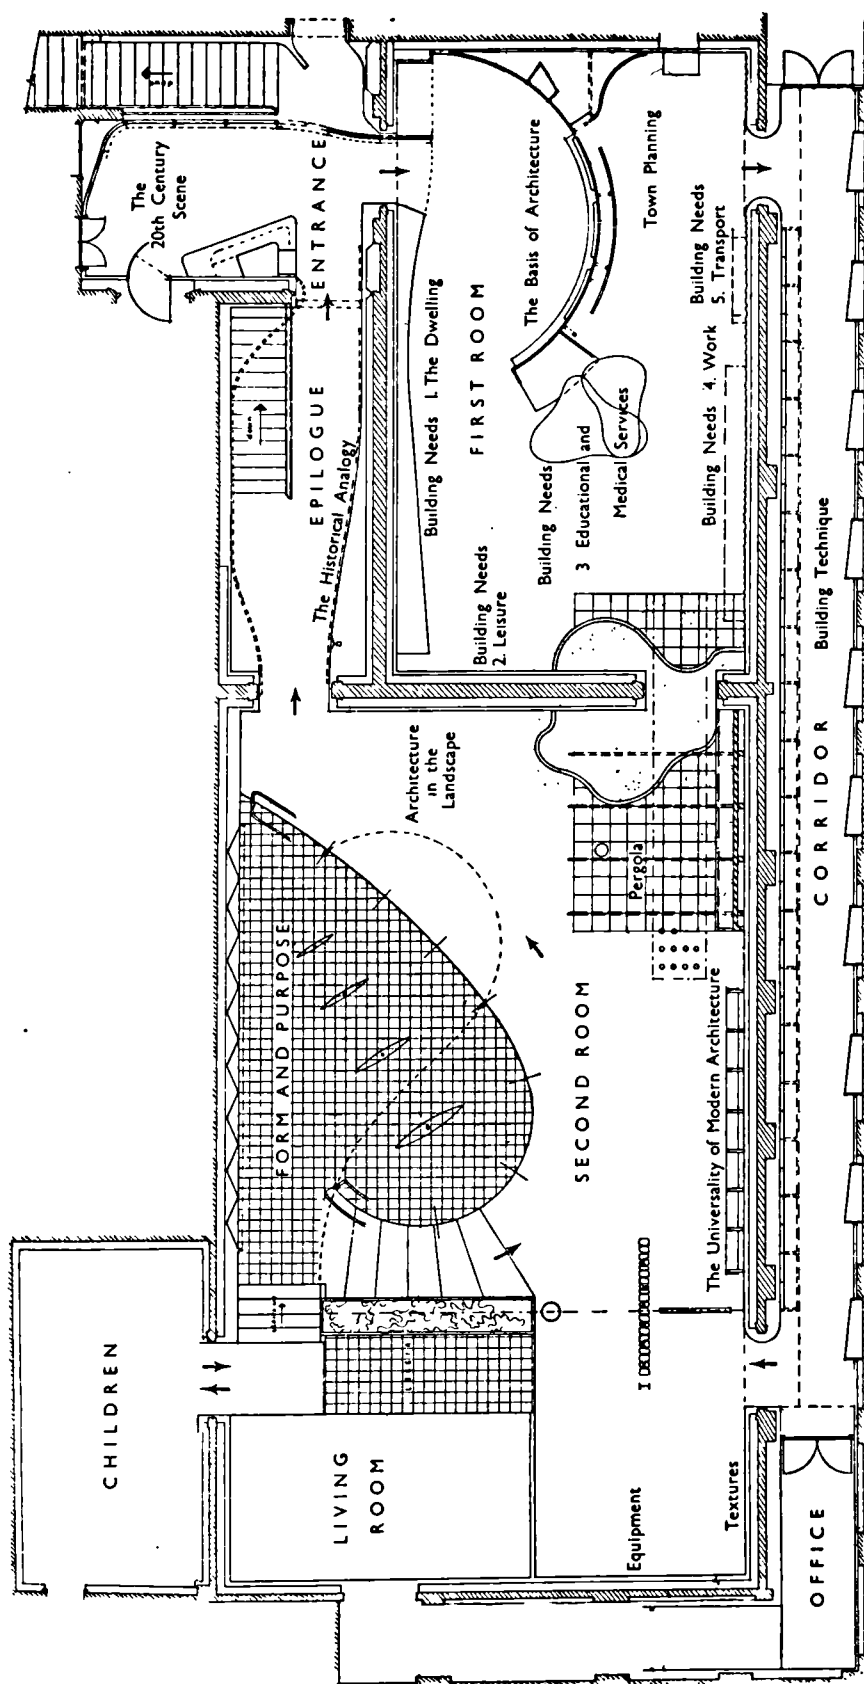 CHILDREN
The
20th Century
Scene
down
FORM AND PURPOSE
EPILOGUE
ENTRANCE
The Historical Analogy
LIVING
ROOM
LOGGIA
Architecture
in the
Landscape
Building Needs 1. The Dwelling
FIRST ROOM
Building Needs
2. Leisure
The Basis of Architecture
Building Needs
3 Educational and
Medical Services
SECOND ROOM
Pergola
Town Planning
Equipment
The Universality of Modern Architecture
Building Needs 4. Work
Building Needs
5. Transport
Textures
OFFICE
CORRIDOR
Building Technique